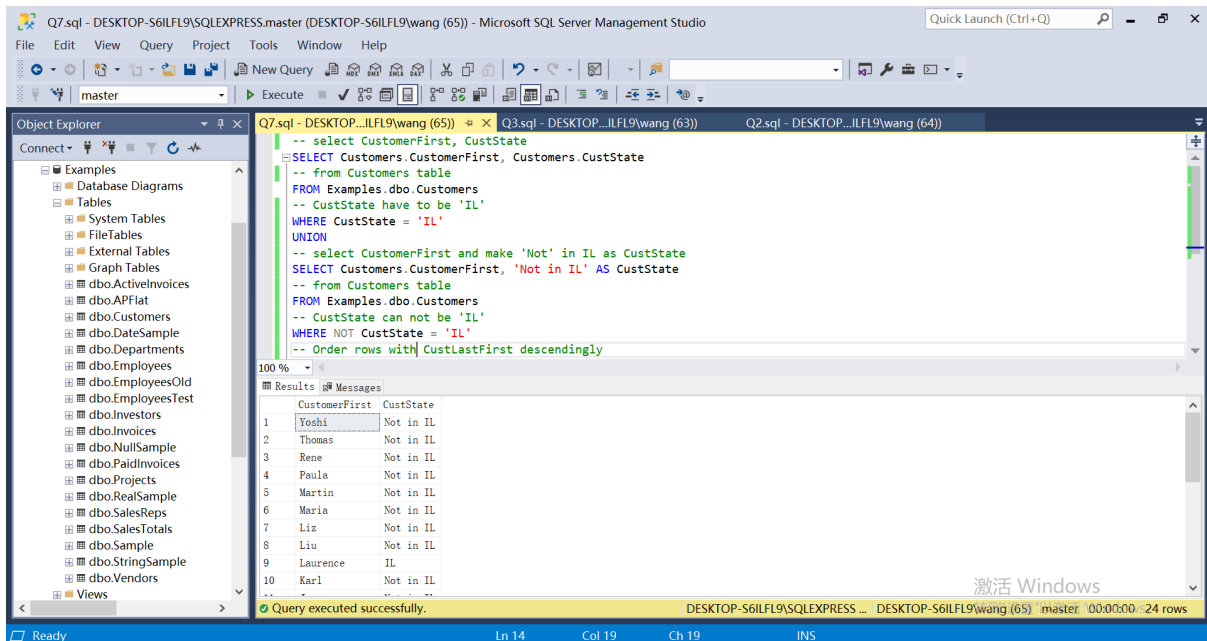 Q7.sql - DESKTOP-S6ILFL9\SQLEXPRESS.master (DESKTOP-S6ILFL9\wang (65)) - Microsoft SQL Server Management Studio
Quick Launch (Ctrl+Q)
File Edit View Query Project Tools Window Help
New Query MDX DMX XMLA DAX
master Execute
Object Explorer
Q7.sql - DESKTOP...ILFL9\wang (65)) Q3.sql - DESKTOP...ILFL9\wang (63)) Q2.sql - DESKTOP...ILFL9\wang (64))
Connect
Examples
Database Diagrams
Tables
System Tables
FileTables
External Tables
Graph Tables
dbo.ActiveInvoices
dbo.APFlat
dbo.Customers
dbo.DateSample
dbo.Departments
dbo.Employees
dbo.EmployeesOld
dbo.EmployeesTest
dbo.Investors
dbo.Invoices
dbo.NullSample
dbo.PaidInvoices
dbo.Projects
dbo.RealSample
dbo.SalesReps
dbo.SalesTotals
dbo.Sample
dbo.StringSample
dbo.Vendors
Views
-- select CustomerFirst, CustState
SELECT Customers.CustomerFirst, Customers.CustState
-- from Customers table
FROM Examples.dbo.Customers
-- CustState have to be 'IL'
WHERE CustState = 'IL'
UNION
-- select CustomerFirst and make 'Not' in IL as CustState
SELECT Customers.CustomerFirst, 'Not in IL' AS CustState
-- from Customers table
FROM Examples.dbo.Customers
-- CustState can not be 'IL'
WHERE NOT CustState = 'IL'
-- Order rows with CustLastFirst descendingly
100 %
Results Messages
CustomerFirst CustState
1 Yoshi Not in IL
2 Thomas Not in IL
3 Rene Not in IL
4 Paula Not in IL
5 Martin Not in IL
6 Maria Not in IL
7 Liz Not in IL
8 Liu Not in IL
9 Laurence IL
10 Karl Not in IL
激活 Windows
Query executed successfully.
DESKTOP-S6ILFL9\SQLEXPRESS ... DESKTOP-S6ILFL9\wang (65) master 00:00:00 24 rows
Ready Ln 14 Col 19 Ch 19 INS